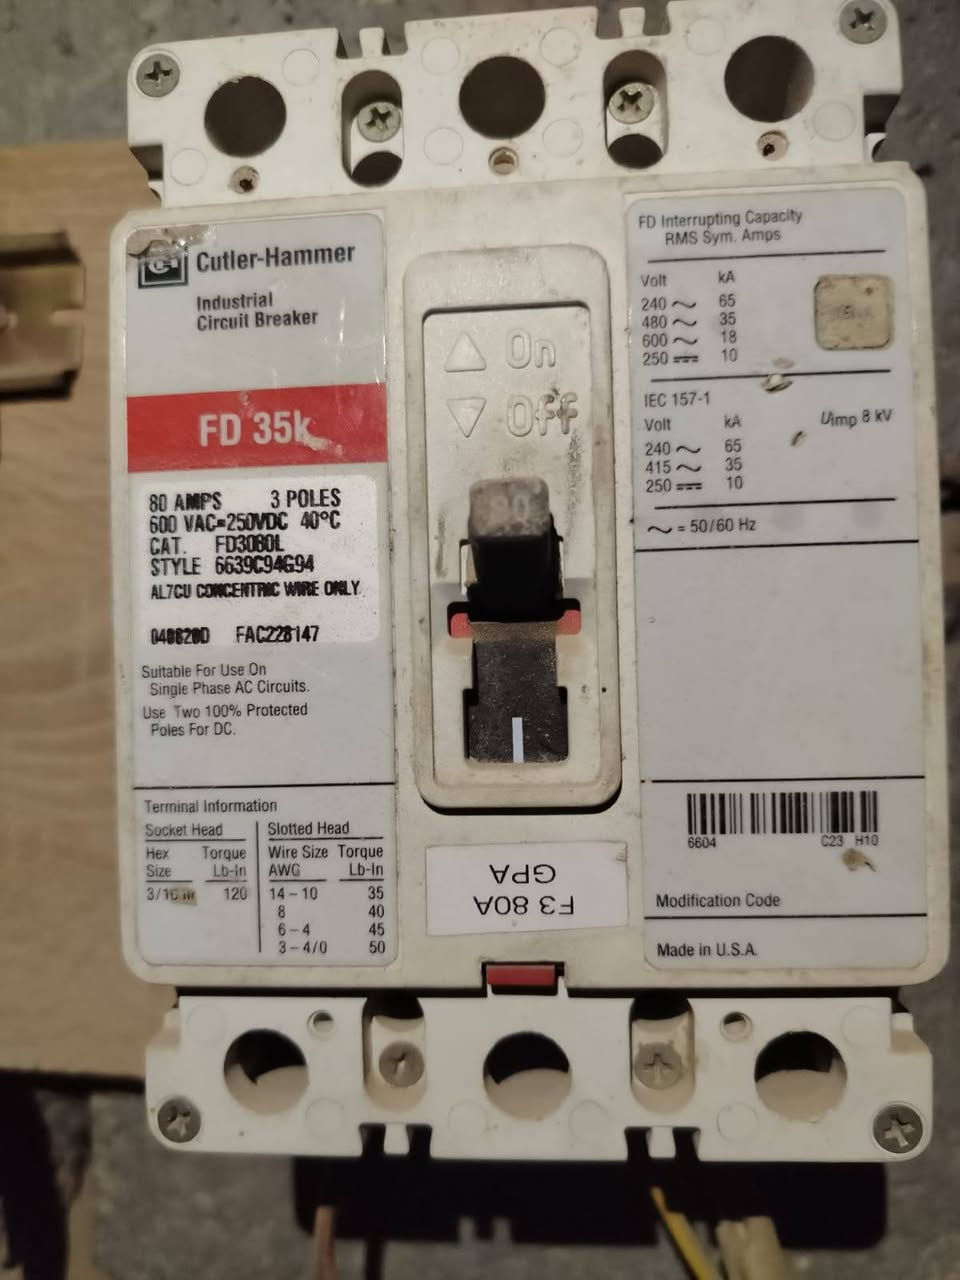 Cutler-Hammer
Industrial
Circuit Breaker
FD 35k
80 AMPS 3 POLES
600 VAC=250VDC 40°C
CAT. FD3080L
STYLE 6639C94G94
AL7CU CONCENTRIC WIRE ONLY
FAC228147
Suitable For Use On
Single Phase AC Circuits.
Use Two 100% Protected
Poles For DC.
Terminal Information
Socket Head
Hex Torque
Size Lb-In
3/16 in 120
Slotted Head
Wire Size Torque
AWG Lb-In
14 – 10 35
8 40
6 – 4 45
3 – 4/0 50
On
Off
80
F3 80A
GPA
FD Interrupting Capacity
RMS Sym. Amps
Volt kA
240 ~ 65
480 ~ 35
600 ~ 18
250 ⎓ 10
IEC 157-1
Volt kA
240 ~ 65
415 ~ 35
250 ⎓ 10
Uimp 8 kV
~ = 50/60 Hz
6604 C23 H10
Modification Code
Made in U.S.A.